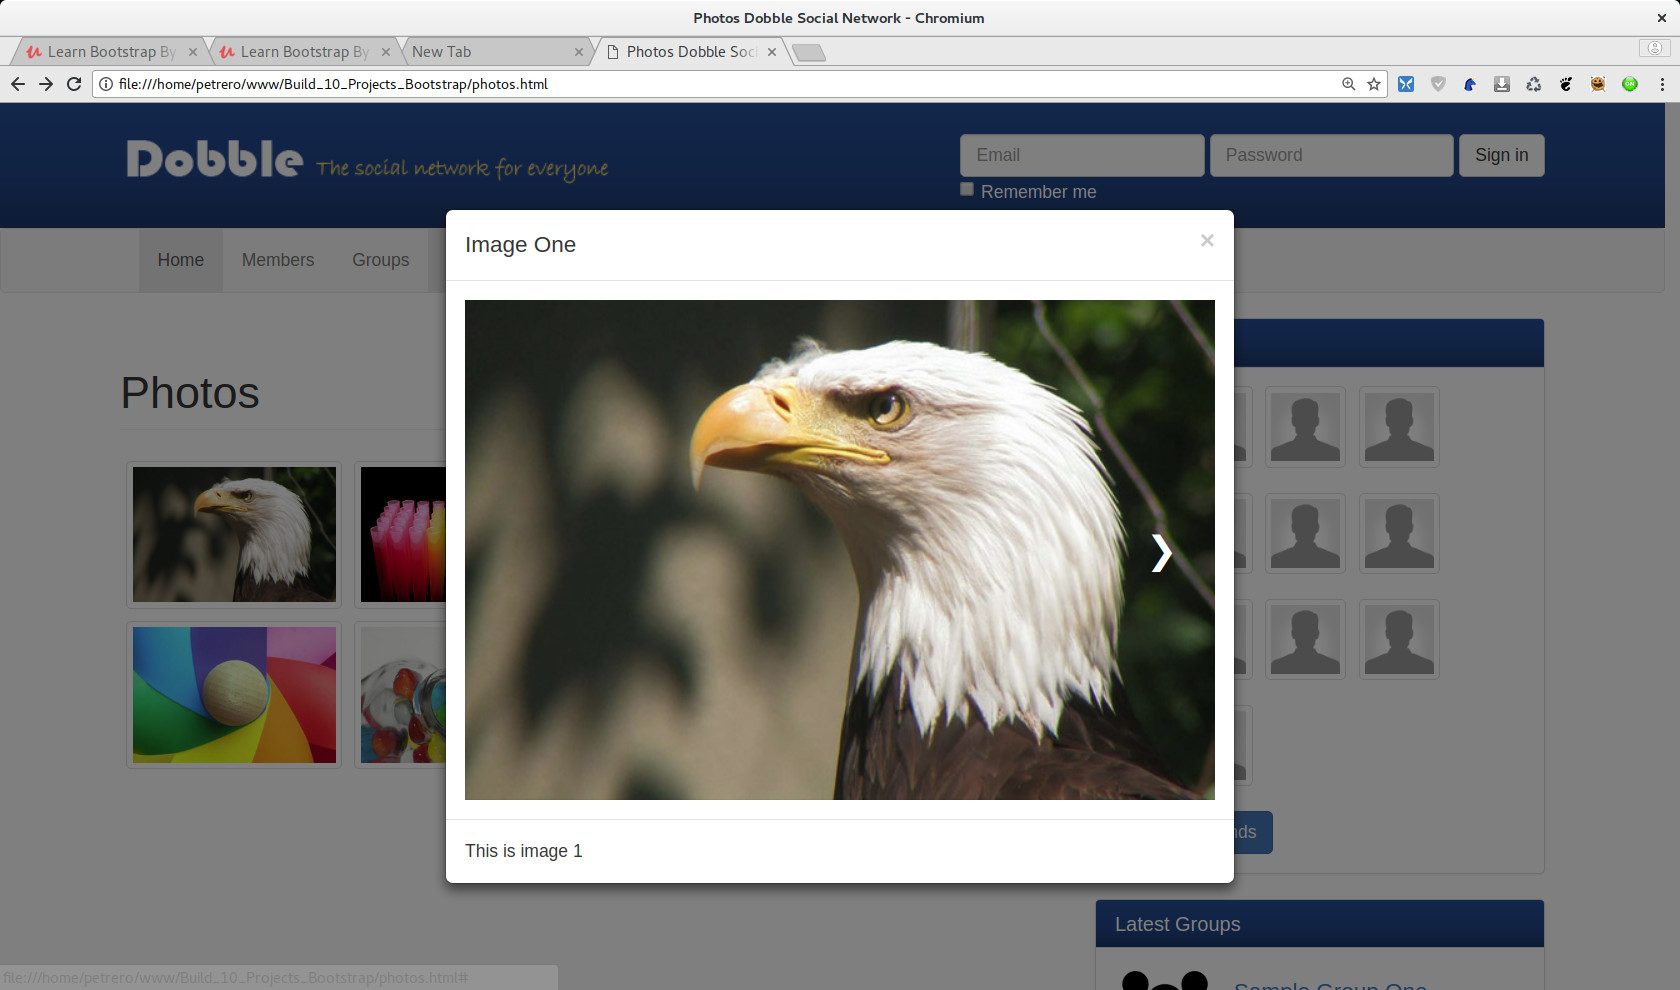 Photos Dobble Social Network - Chromium
Learn Bootstrap By
Learn Bootstrap By
New Tab
Photos Dobble Soci
file:///home/petrero/www/Build_10_Projects_Bootstrap/photos.html
Dobble The social network for everyone
Email
Password
Sign in
Remember me
Home
Members
Groups
Image One
×
Photos
This is image 1
nds
Latest Groups
Sample Group One
file:///home/petrero/www/Build_10_Projects_Bootstrap/photos.html#